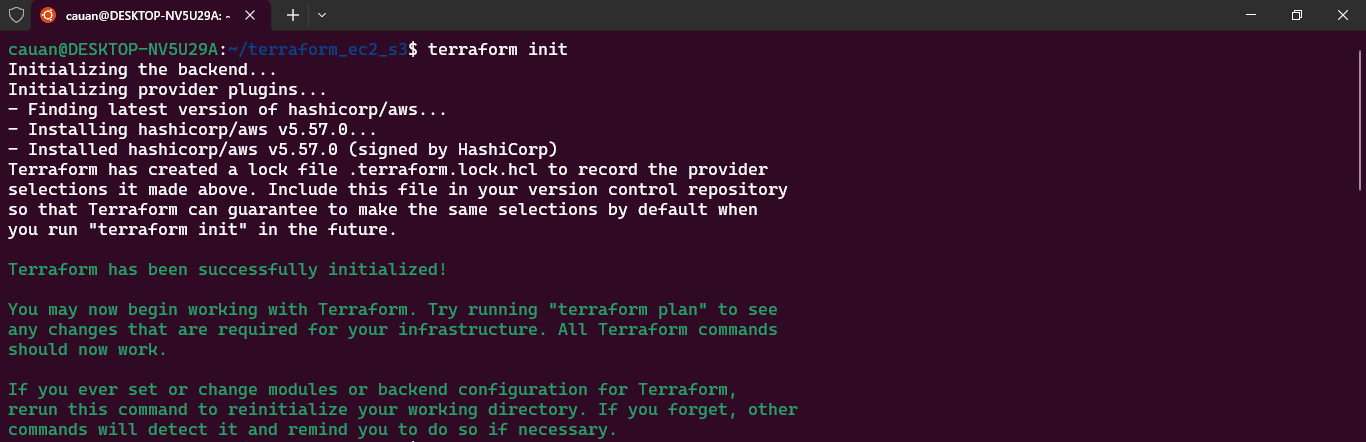 cauan@DESKTOP-NV5U29A: ~
cauan@DESKTOP-NV5U29A:~/terraform_ec2_s3$ terraform init
Initializing the backend...
Initializing provider plugins...
- Finding latest version of hashicorp/aws...
- Installing hashicorp/aws v5.57.0...
- Installed hashicorp/aws v5.57.0 (signed by HashiCorp)
Terraform has created a lock file .terraform.lock.hcl to record the provider
selections it made above. Include this file in your version control repository
so that Terraform can guarantee to make the same selections by default when
you run "terraform init" in the future.
Terraform has been successfully initialized!
You may now begin working with Terraform. Try running "terraform plan" to see
any changes that are required for your infrastructure. All Terraform commands
should now work.
If you ever set or change modules or backend configuration for Terraform,
rerun this command to reinitialize your working directory. If you forget, other
commands will detect it and remind you to do so if necessary.